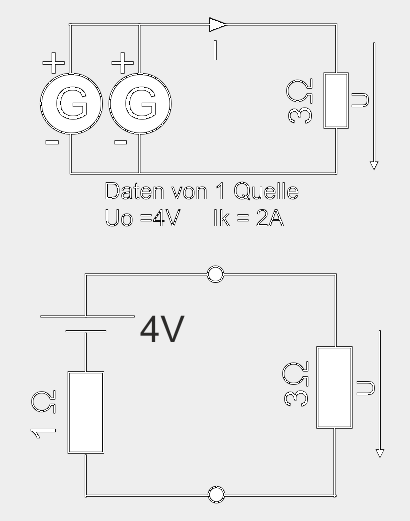 + +
G G
I
3Ω
U
- -
Daten von 1 Quelle
Uo =4V Ik = 2A
4V
1 Ω
3Ω
U